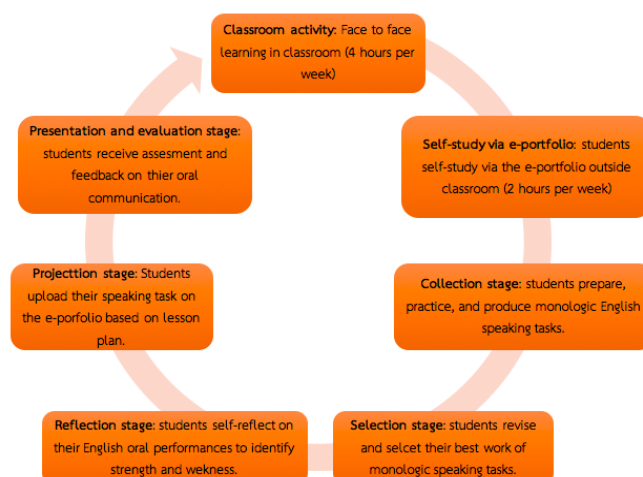 Classroom activity: Face to face
learning in classroom (4 hours per
week)
Self-study via e-portfolio: students
self-study via the e-portfolio outside
classroom (2 hours per week)
Collection stage: students prepare,
practice, and produce monologic English
speaking tasks.
Selection stage: students revise
and selcet their best work of
monologic speaking tasks.
Reflection stage: students self-reflect on
their English oral performances to identify
strength and wekness.
Projecttion stage: Students
upload their speaking task on
the e-porfolio based on lesson
plan.
Presentation and evaluation stage:
students receive assesment and
feedback on thier oral
communication.